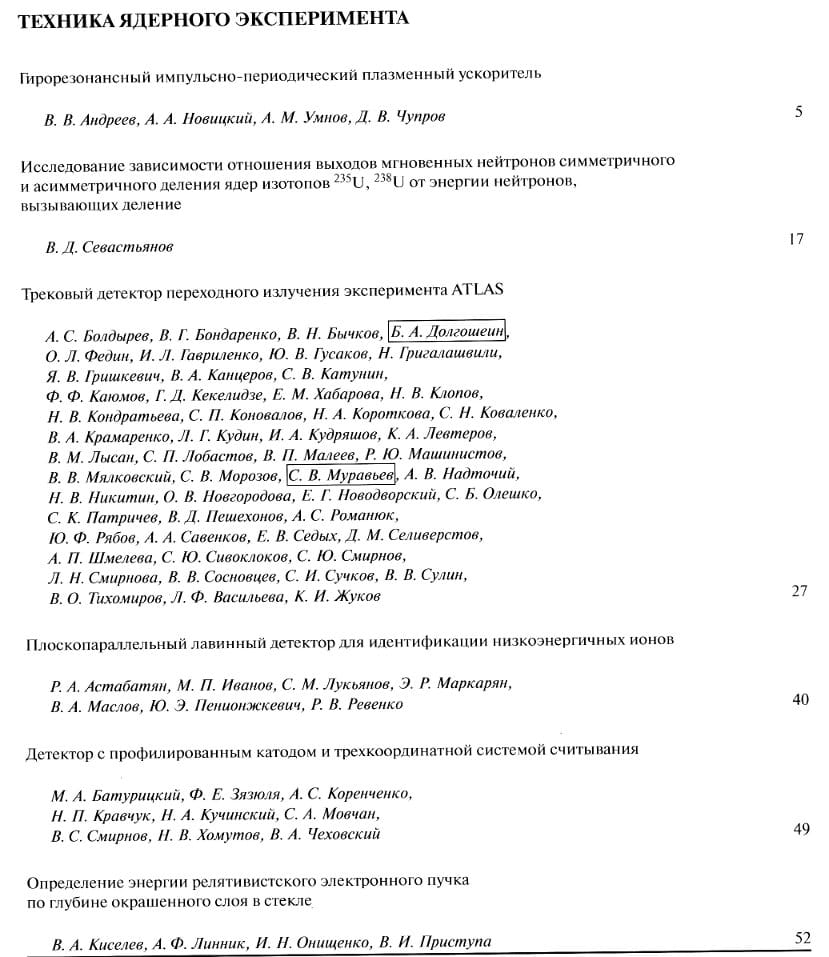 ТЕХНИКА ЯДЕРНОГО ЭКСПЕРИМЕНТА
Гирорезонансный импульсно-периодический плазменный ускоритель
В. В. Андреев, А. А. Новицкий, А. М. Умнов, Д. В. Чупров 5
Исследование зависимости отношения выходов мгновенных нейтронов симметричного
и асимметричного деления ядер изотопов ²³⁵U, ²³⁸U от энергии нейтронов,
вызывающих деление
В. Д. Севастьянов 17
Трековый детектор переходного излучения эксперимента ATLAS
А. С. Болдырев, В. Г. Бондаренко, В. Н. Бычков, Б. А. Долгошеин,
О. Л. Федин, И. Л. Гавриленко, Ю. В. Гусаков, Н. Григалашвили,
Я. В. Гришкевич, В. А. Канцеров, С. В. Катунин,
Ф. Ф. Каюмов, Г. Д. Кекелидзе, Е. М. Хабарова, Н. В. Клопов,
Н. В. Кондратьева, С. П. Коновалов, Н. А. Короткова, С. Н. Коваленко,
В. А. Крамаренко, Л. Г. Кудин, И. А. Кудряшов, К. А. Левтеров,
В. М. Лысан, С. П. Лобастов, В. П. Малеев, Р. Ю. Машинистов,
В. В. Мялковский, С. В. Морозов, С. В. Муравьев, А. В. Надточий,
Н. В. Никитин, О. В. Новгородова, Е. Г. Новодворский, С. Б. Олешко,
С. К. Патричев, В. Д. Пешехонов, А. С. Романюк,
Ю. Ф. Рябов, А. А. Савенков, Е. В. Седых, Д. М. Селиверстов,
А. П. Шмелева, С. Ю. Сивоклоков, С. Ю. Смирнов,
Л. Н. Смирнова, В. В. Сосновцев, С. И. Сучков, В. В. Сулин,
В. О. Тихомиров, Л. Ф. Васильева, К. И. Жуков 27
Плоскопараллельный лавинный детектор для идентификации низкоэнергичных ионов
Р. А. Астабатян, М. П. Иванов, С. М. Лукьянов, Э. Р. Маркарян,
В. А. Маслов, Ю. Э. Пенионжкевич, Р. В. Ревенко 40
Детектор с профилированным катодом и трехкоординатной системой считывания
М. А. Батурицкий, Ф. Е. Зязюля, А. С. Коренченко,
Н. П. Кравчук, Н. А. Кучинский, С. А. Мовчан,
В. С. Смирнов, Н. В. Хомутов, В. А. Чеховский 49
Определение энергии релятивистского электронного пучка
по глубине окрашенного слоя в стекле
В. А. Киселев, А. Ф. Линник, И. Н. Онищенко, В. И. Приступа 52